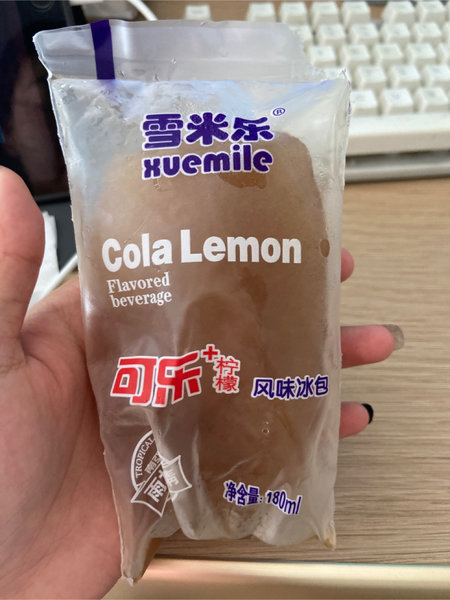 雪米乐®
xuemile
Cola Lemon
Flavored
beverage
可乐+柠檬
风味冰包
TROPICAL
净含量：180ml